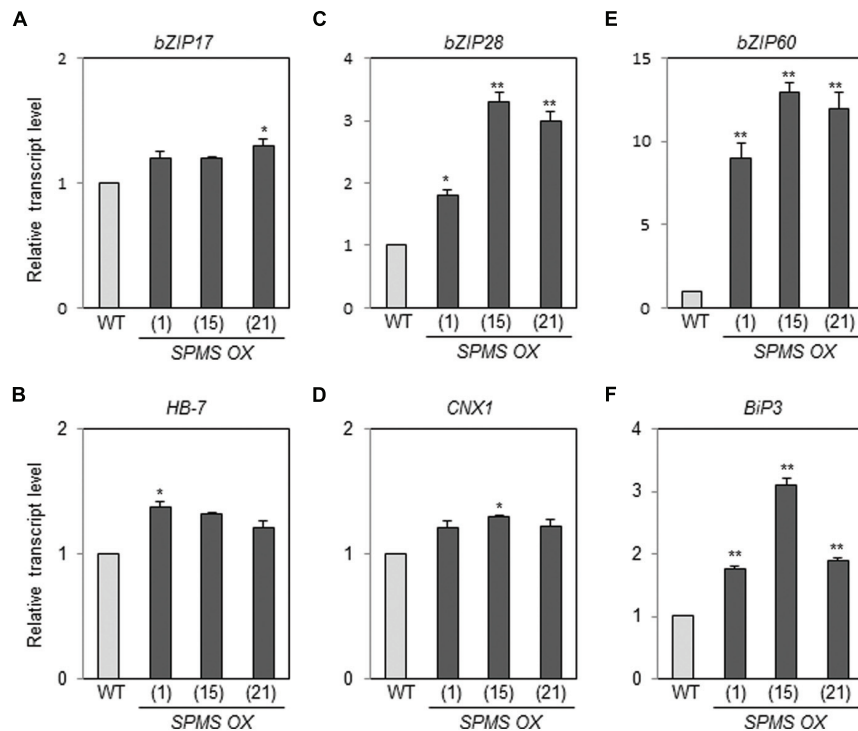 A
bZIP17
Relative transcript level
2
1
0
*
WT (1) (15) (21)
SPMS OX
C
bZIP28
4
3
2
1
0
* ** **
WT (1) (15) (21)
SPMS OX
E
bZIP60
15
10
5
0
** ** **
WT (1) (15) (21)
SPMS OX
B
HB-7
Relative transcript level
2
1
0
*
WT (1) (15) (21)
SPMS OX
D
CNX1
2
1
0
*
WT (1) (15) (21)
SPMS OX
F
BiP3
4
3
2
1
0
** ** **
WT (1) (15) (21)
SPMS OX